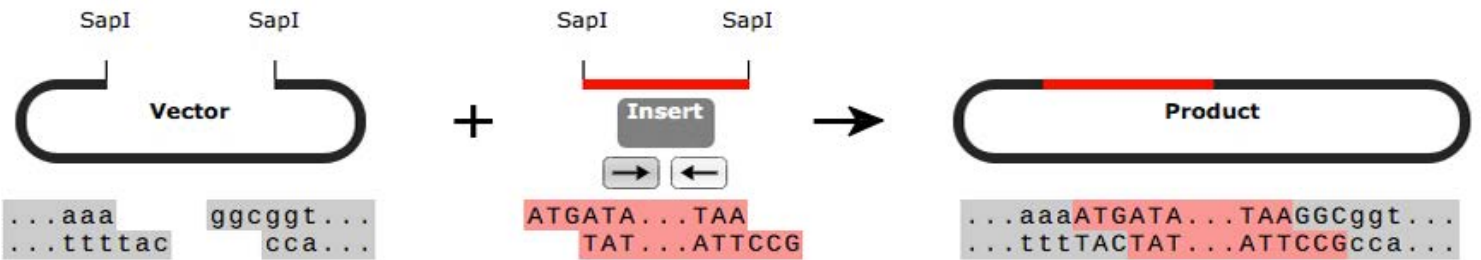 SapI SapI SapI SapI
Vector + Insert Product
...aaa ggcggt... ATGATA...TAA ...aaaATGATA...TAAGGCggt...
...ttttac cca... TAT...ATTCCG ...tttTACTAT...ATTCCGcca...